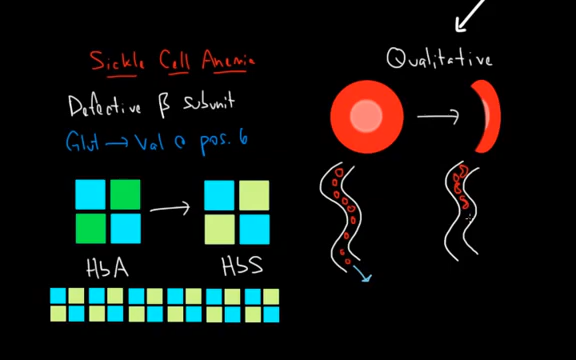 Sickle Cell Anemia
Defective β subunit
Glut → Val @ pos. 6
HbA → HbS
Qualitative